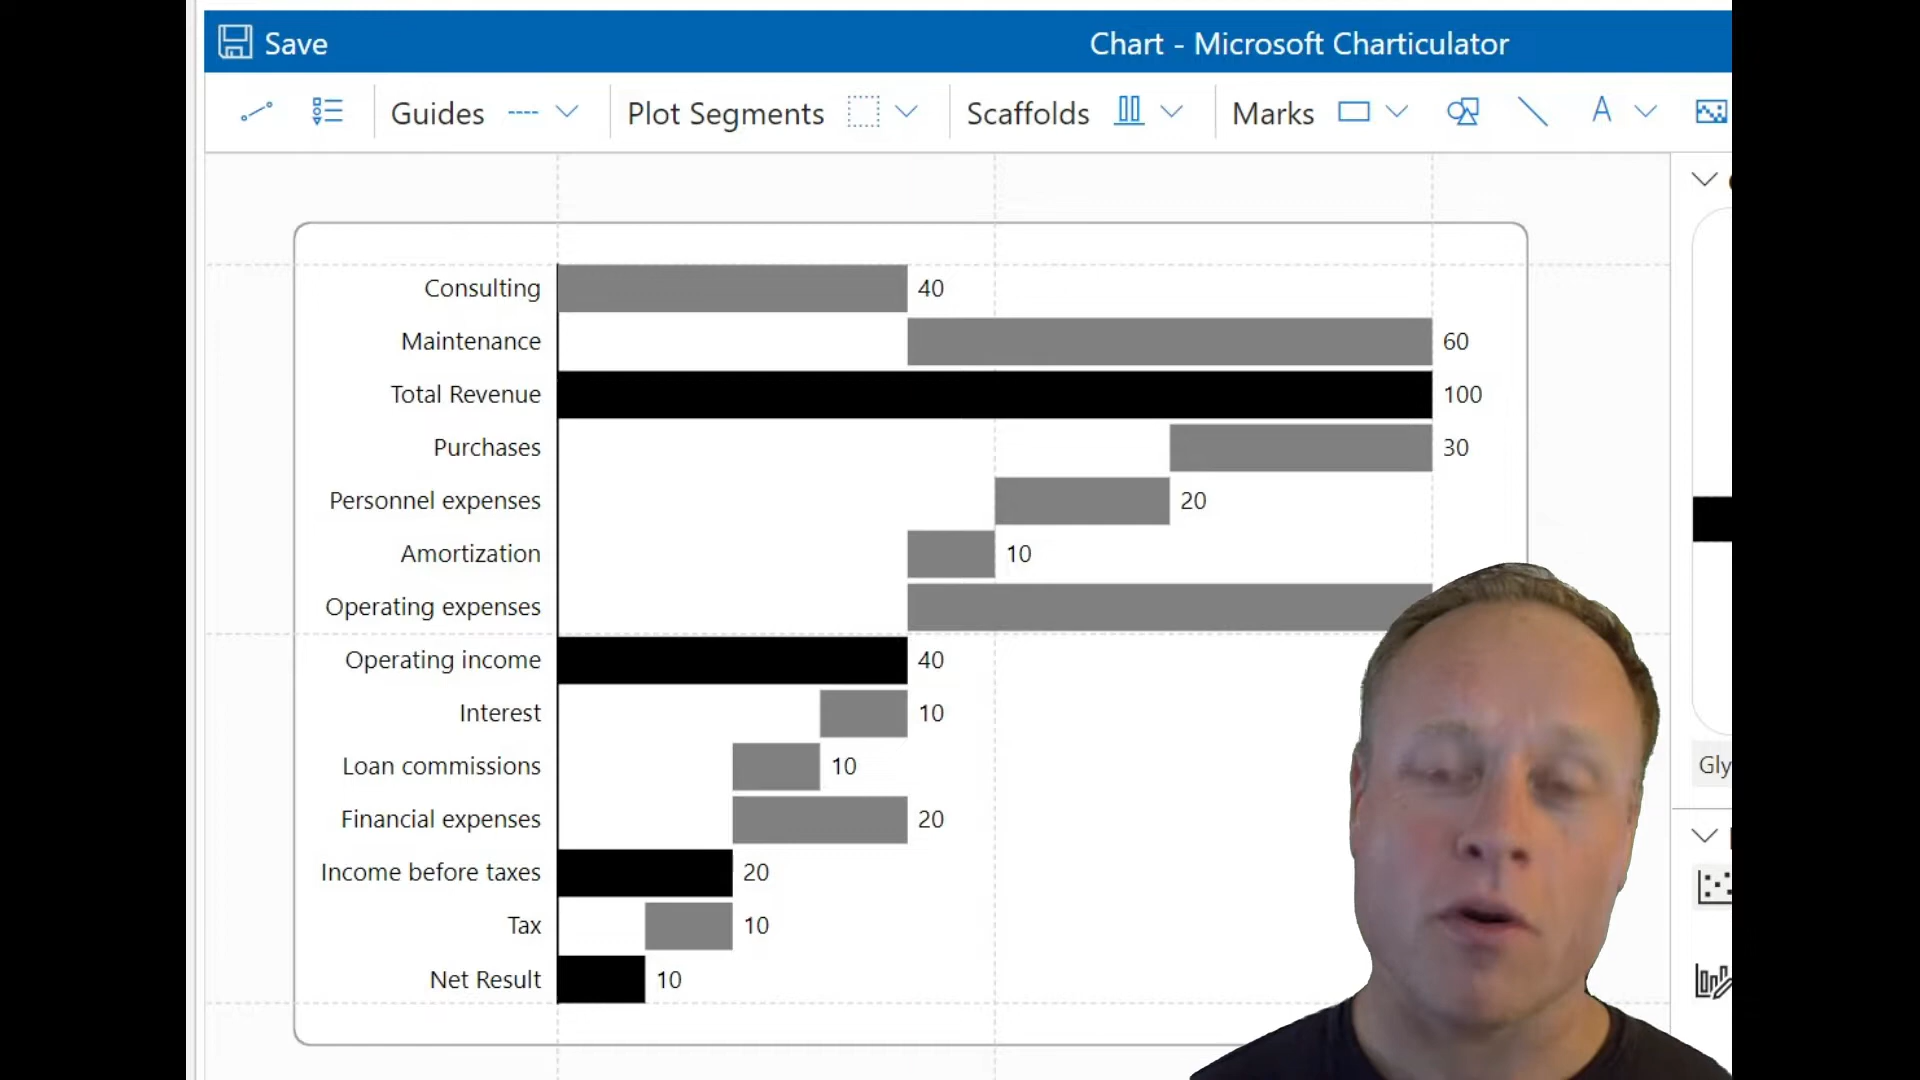 Save
Chart - Microsoft Charticulator
Guides Plot Segments Scaffolds Marks
Consulting 40
Maintenance 60
Total Revenue 100
Purchases 30
Personnel expenses 20
Amortization 10
Operating expenses
Operating income 40
Interest 10
Loan commissions 10
Gly
Financial expenses 20
Income before taxes 20
Tax 10
Net Result 10